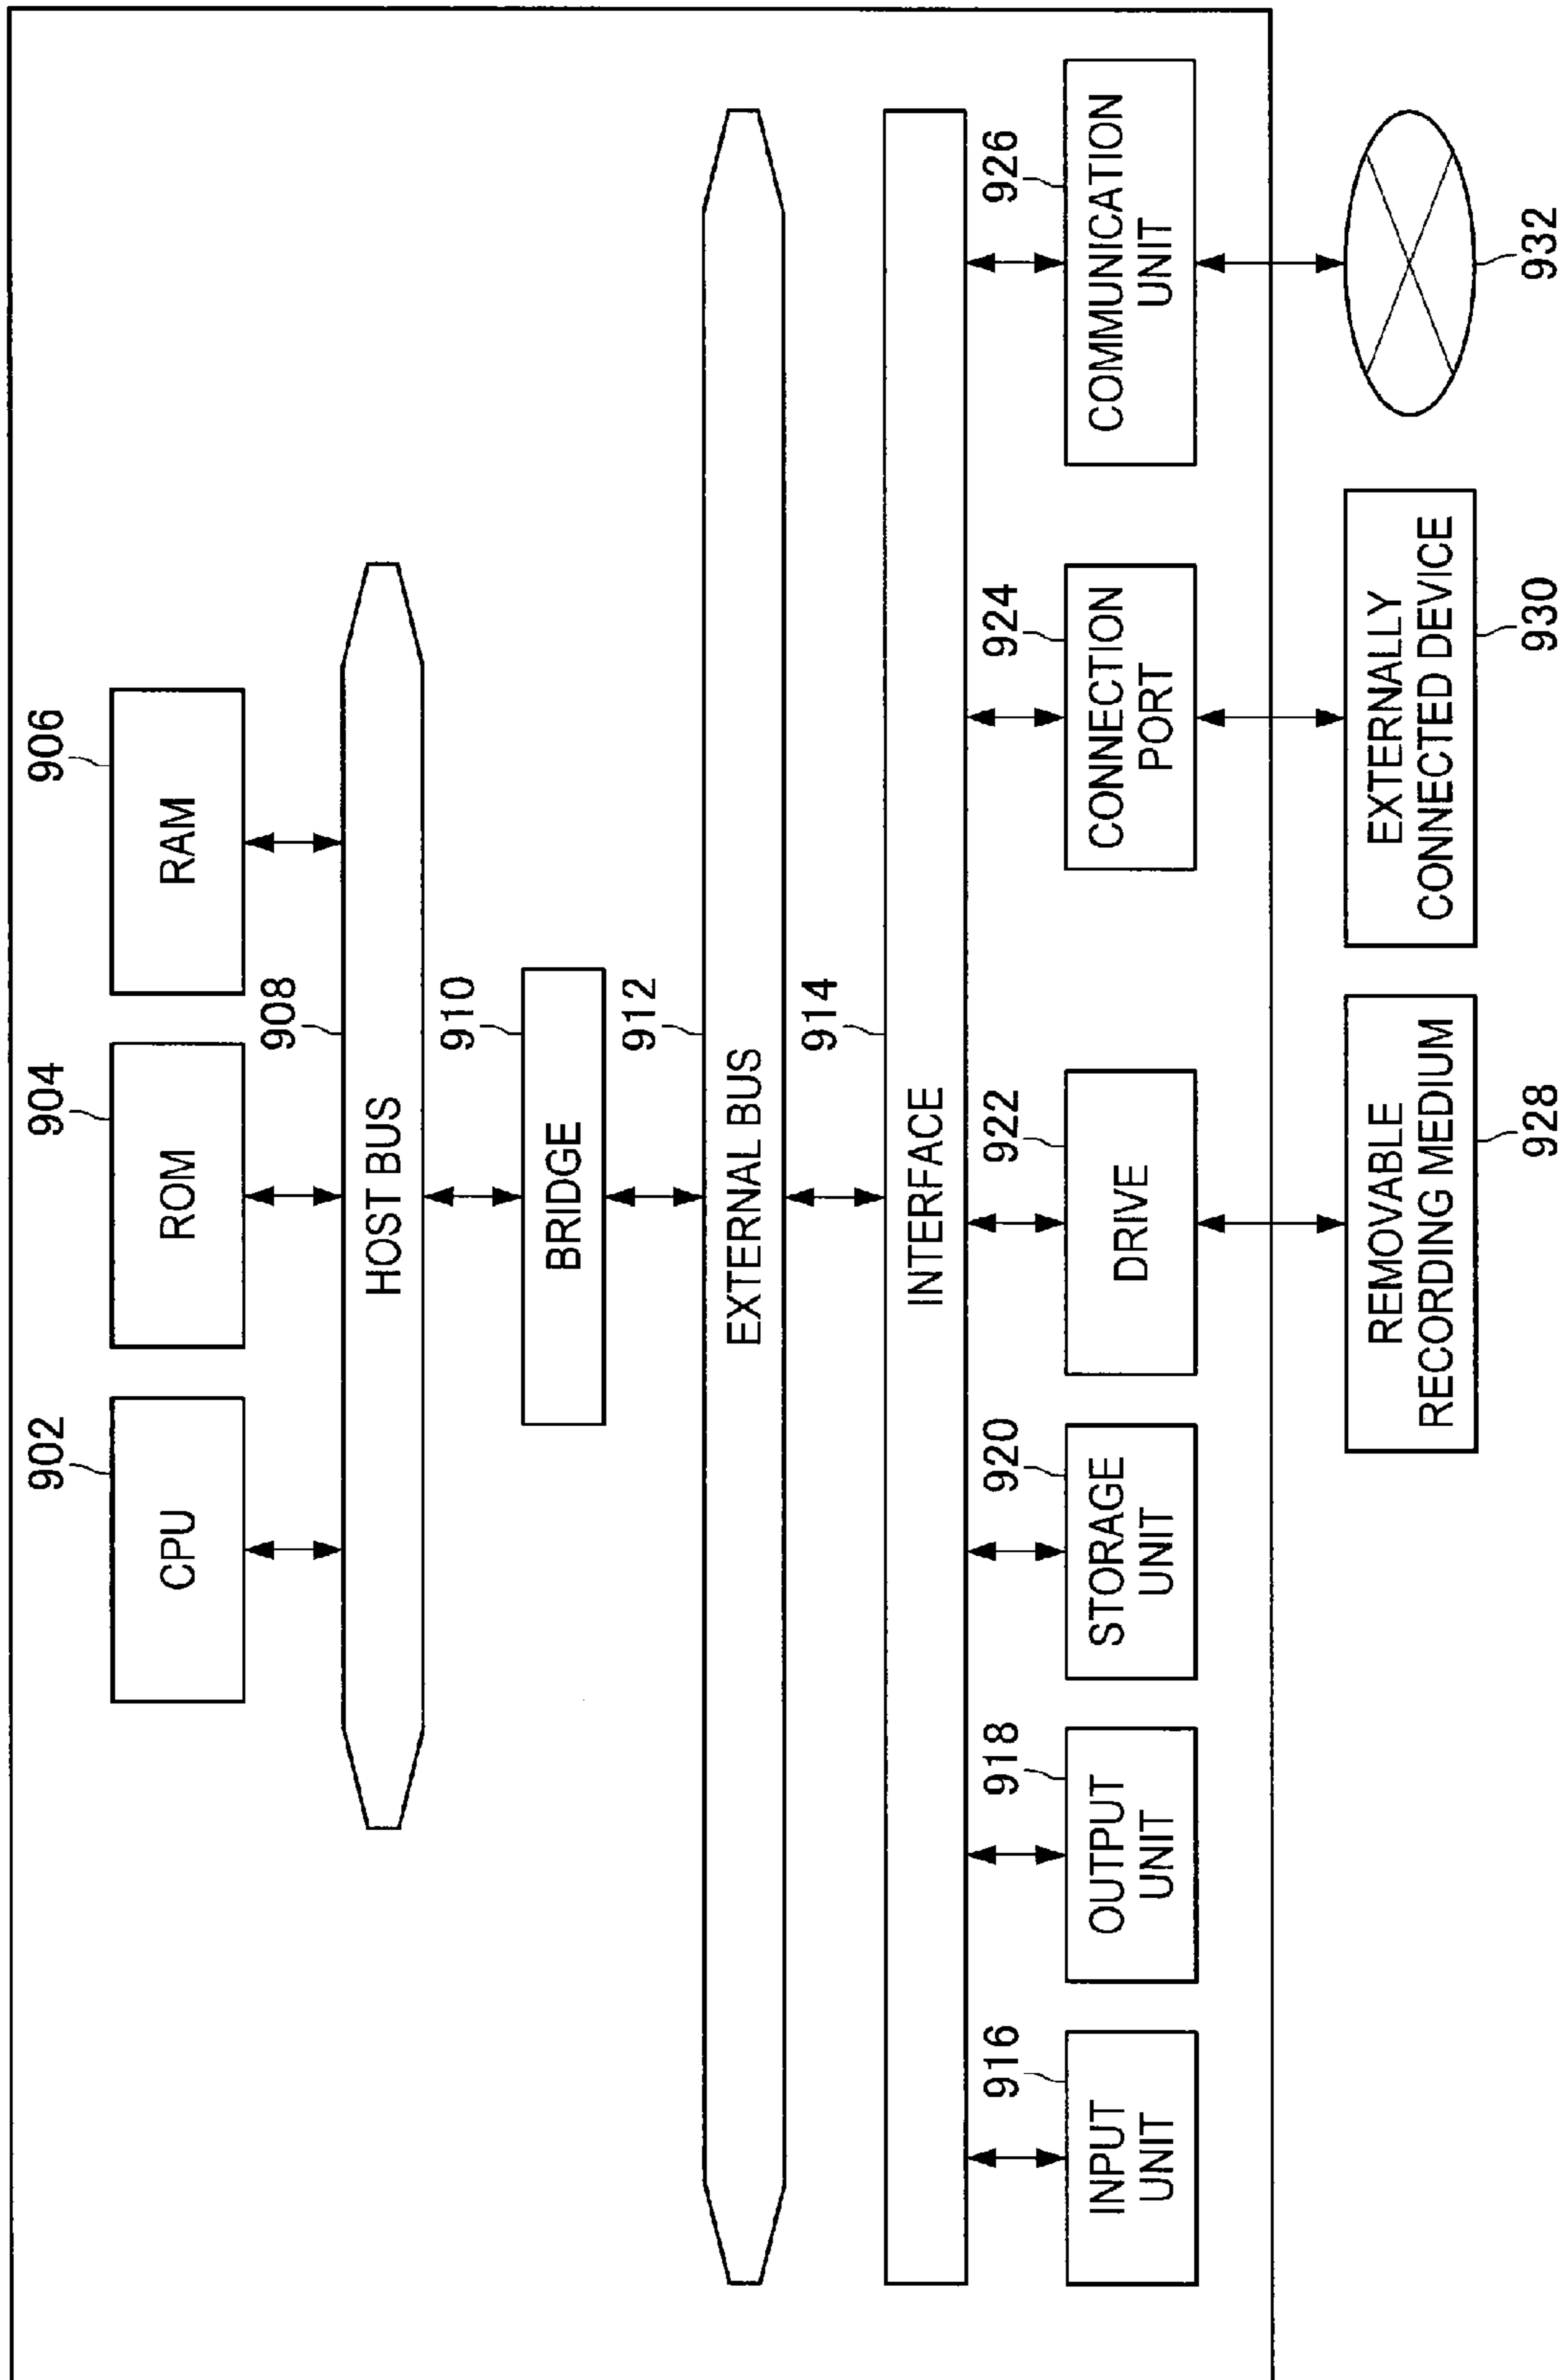 902
904
906
CPU
ROM
RAM
908
HOST BUS
910
BRIDGE
912
EXTERNAL BUS
914
INTERFACE
916
918
920
922
924
926
INPUT
UNIT
OUTPUT
UNIT
STORAGE
UNIT
DRIVE
CONNECTION
PORT
COMMUNICATION
UNIT
REMOVABLE
RECORDING MEDIUM
EXTERNALLY
CONNECTED DEVICE
928
930
932